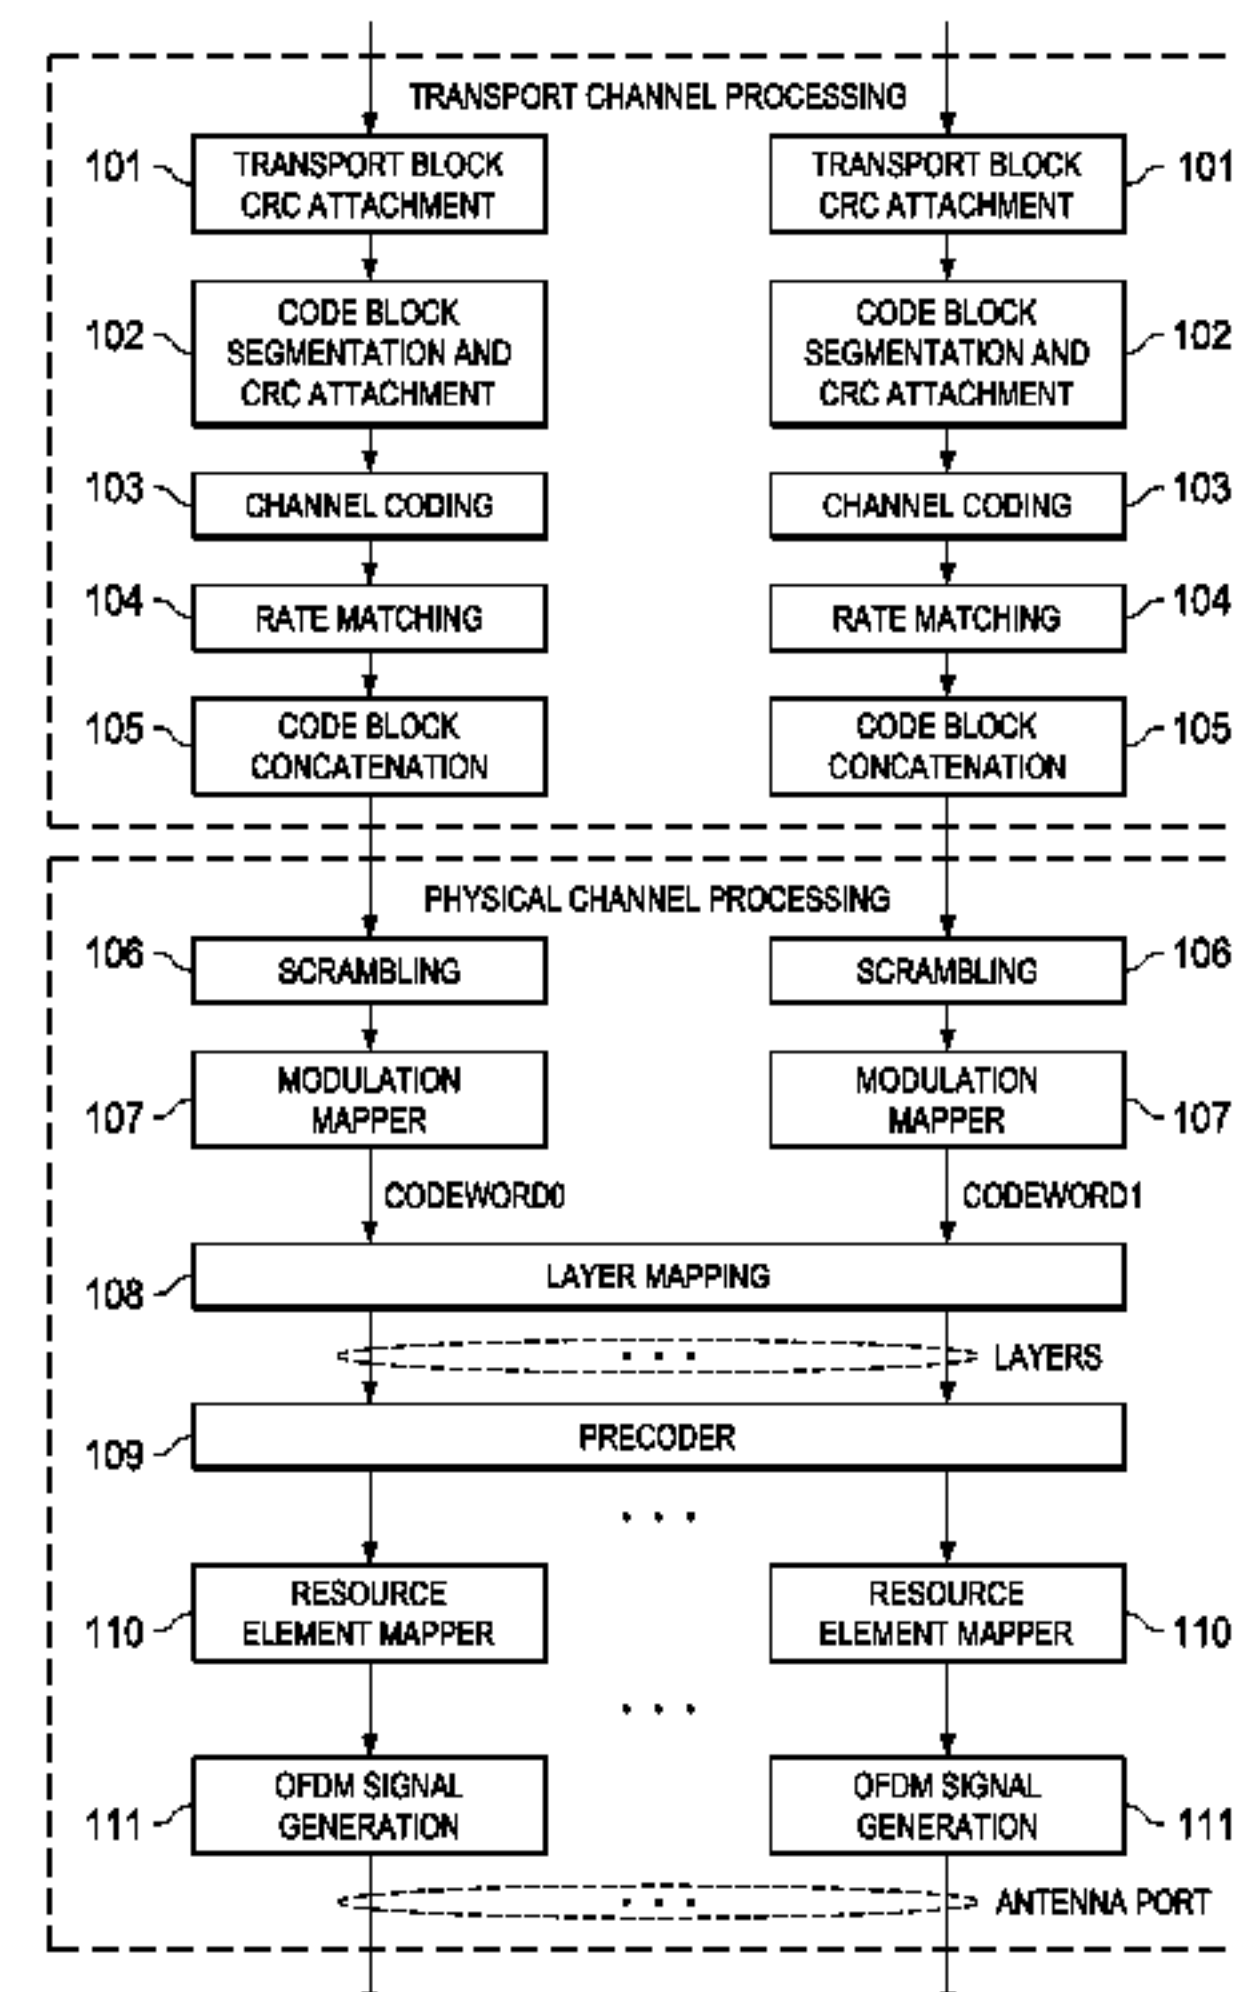 TRANSPORT CHANNEL PROCESSING
101
TRANSPORT BLOCK
CRC ATTACHMENT
TRANSPORT BLOCK
CRC ATTACHMENT
101
102
CODE BLOCK
SEGMENTATION AND
CRC ATTACHMENT
CODE BLOCK
SEGMENTATION AND
CRC ATTACHMENT
102
103
CHANNEL CODING
CHANNEL CODING
103
104
RATE MATCHING
RATE MATCHING
104
105
CODE BLOCK
CONCATENATION
CODE BLOCK
CONCATENATION
105
PHYSICAL CHANNEL PROCESSING
106
SCRAMBLING
SCRAMBLING
106
107
MODULATION
MAPPER
MODULATION
MAPPER
107
CODEWORD0
CODEWORD1
108
LAYER MAPPING
. . .
LAYERS
109
PRECODER
. . .
110
RESOURCE
ELEMENT MAPPER
RESOURCE
ELEMENT MAPPER
110
. . .
111
OFDM SIGNAL
GENERATION
OFDM SIGNAL
GENERATION
111
. . .
ANTENNA PORT